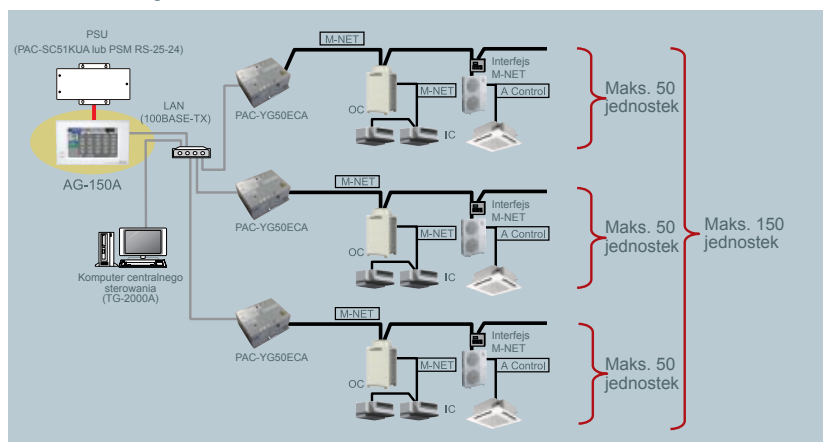 PSU
(PAC-SC51KUA lub PSM RS-25-24)
LAN
(100BASE-TX)
AG-150A
Komputer centralnego
sterowania
(TG-2000A)
PAC-YG50ECA
M-NET
OC
M-NET
IC
Interfejs
M-NET
A Control
Maks. 50
jednostek
PAC-YG50ECA
M-NET
OC
M-NET
IC
Interfejs
M-NET
A Control
Maks. 50
jednostek
Maks. 150
jednostek
PAC-YG50ECA
M-NET
OC
M-NET
IC
Interfejs
M-NET
A Control
Maks. 50
jednostek